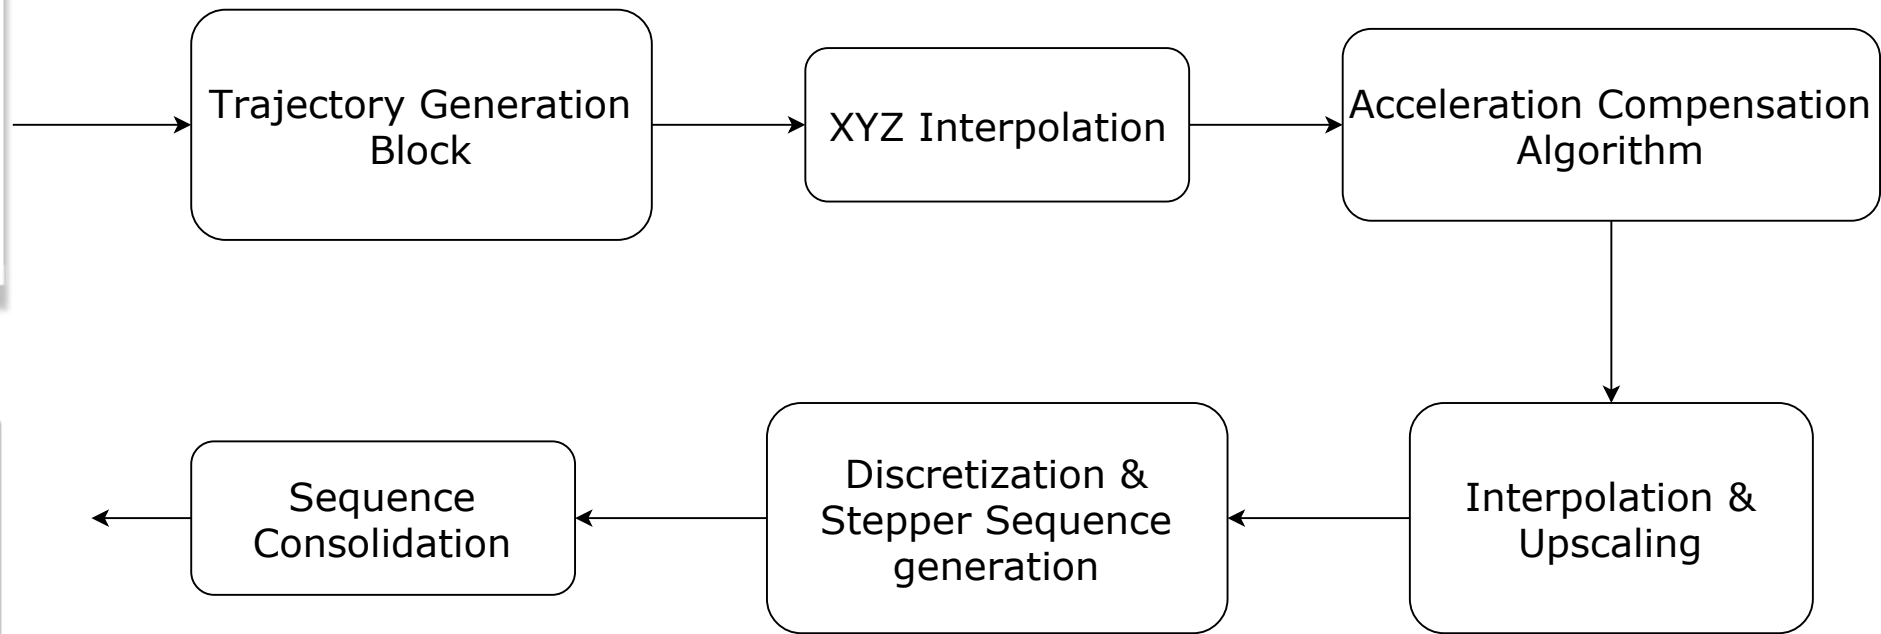 Trajectory Generation
Block
XYZ Interpolation
Acceleration Compensation
Algorithm
Interpolation &
Upscaling
Discretization &
Stepper Sequence
generation
Sequence
Consolidation